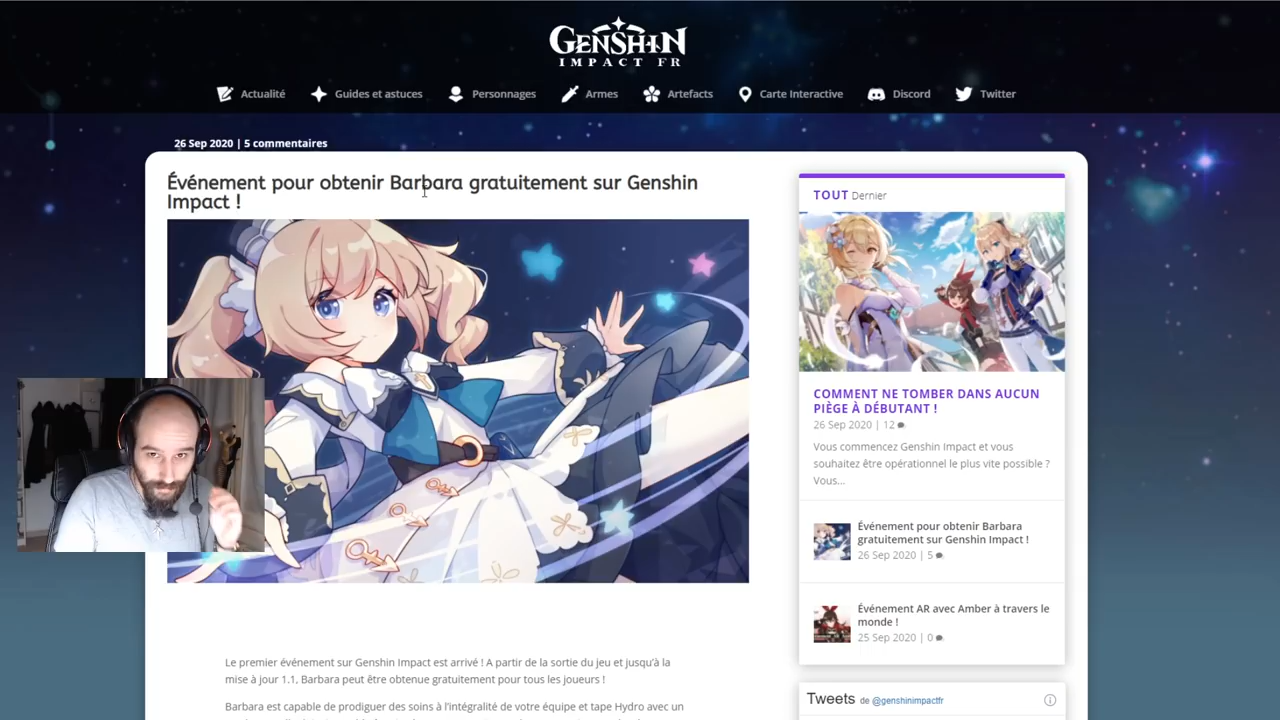 GENSHIN
IMPACT FR
Actualité
Guides et astuces
Personnages
Armes
Artefacts
Carte Interactive
Discord
Twitter
26 Sep 2020 | 5 commentaires
Événement pour obtenir Barbara gratuitement sur Genshin
Impact !
Le premier événement sur Genshin Impact est arrivé ! A partir de la sortie du jeu et jusqu'à la
mise à jour 1.1, Barbara peut être obtenue gratuitement pour tous les joueurs !
Barbara est capable de prodiguer des soins à l'intégralité de votre équipe et tape Hydro avec un
TOUT Dernier
COMMENT NE TOMBER DANS AUCUN
PIÈGE À DÉBUTANT !
26 Sep 2020 | 12
Vous commencez Genshin Impact et vous
souhaitez être opérationnel le plus vite possible ?
Vous...
Événement pour obtenir Barbara
gratuitement sur Genshin Impact !
26 Sep 2020 | 5
Événement AR avec Amber à travers le
monde !
25 Sep 2020 | 0
Tweets de @genshinimpactfr